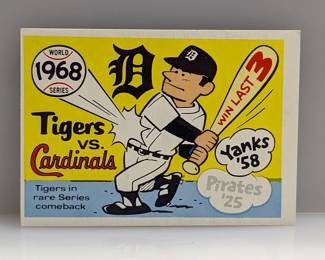 WORLD
1968
SERIES
D
Tigers
vs.
Cardinals
WIN LAST 3
Yanks
'58
Pirates
'25
Tigers in
rare Series
comeback.